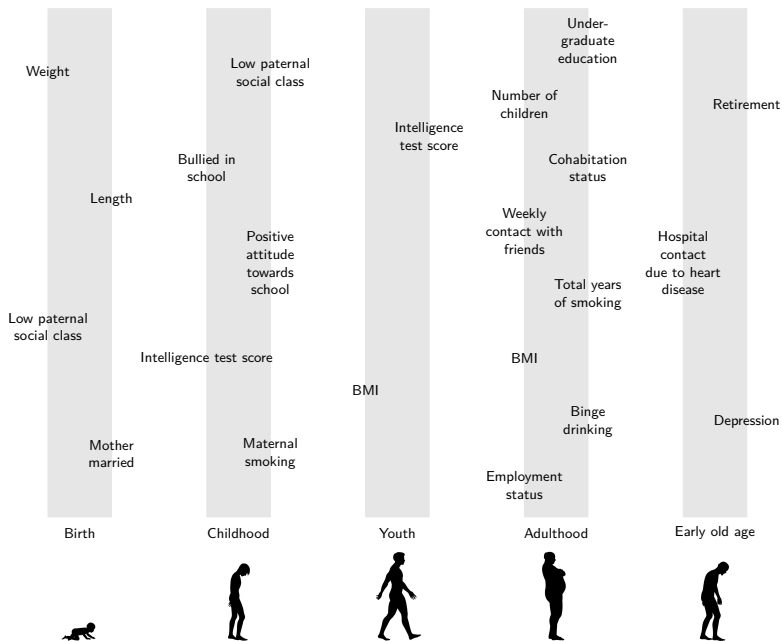 Weight
Length
Low paternal
social class
Mother
married
Birth
Low paternal
social class
Bullied in
school
Positive
attitude
towards
school
Intelligence test score
Maternal
smoking
Childhood
Intelligence
test score
BMI
Youth
Under-
graduate
education
Number of
children
Cohabitation
status
Weekly
contact with
friends
Total years
of smoking
BMI
Binge
drinking
Employment
status
Adulthood
Retirement
Hospital
contact
due to heart
disease
Depression
Early old age